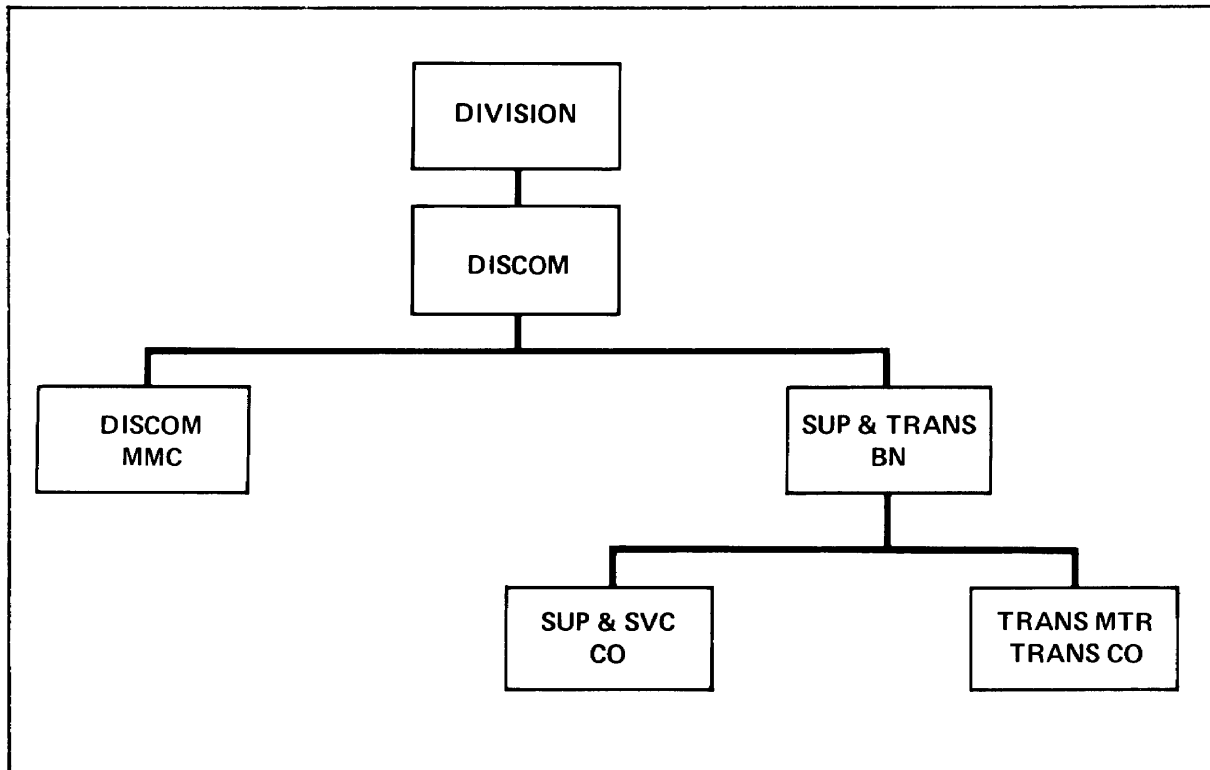 DIVISION
DISCOM
DISCOM
MMC
SUP & TRANS
BN
SUP & SVC
CO
TRANS MTR
TRANS CO